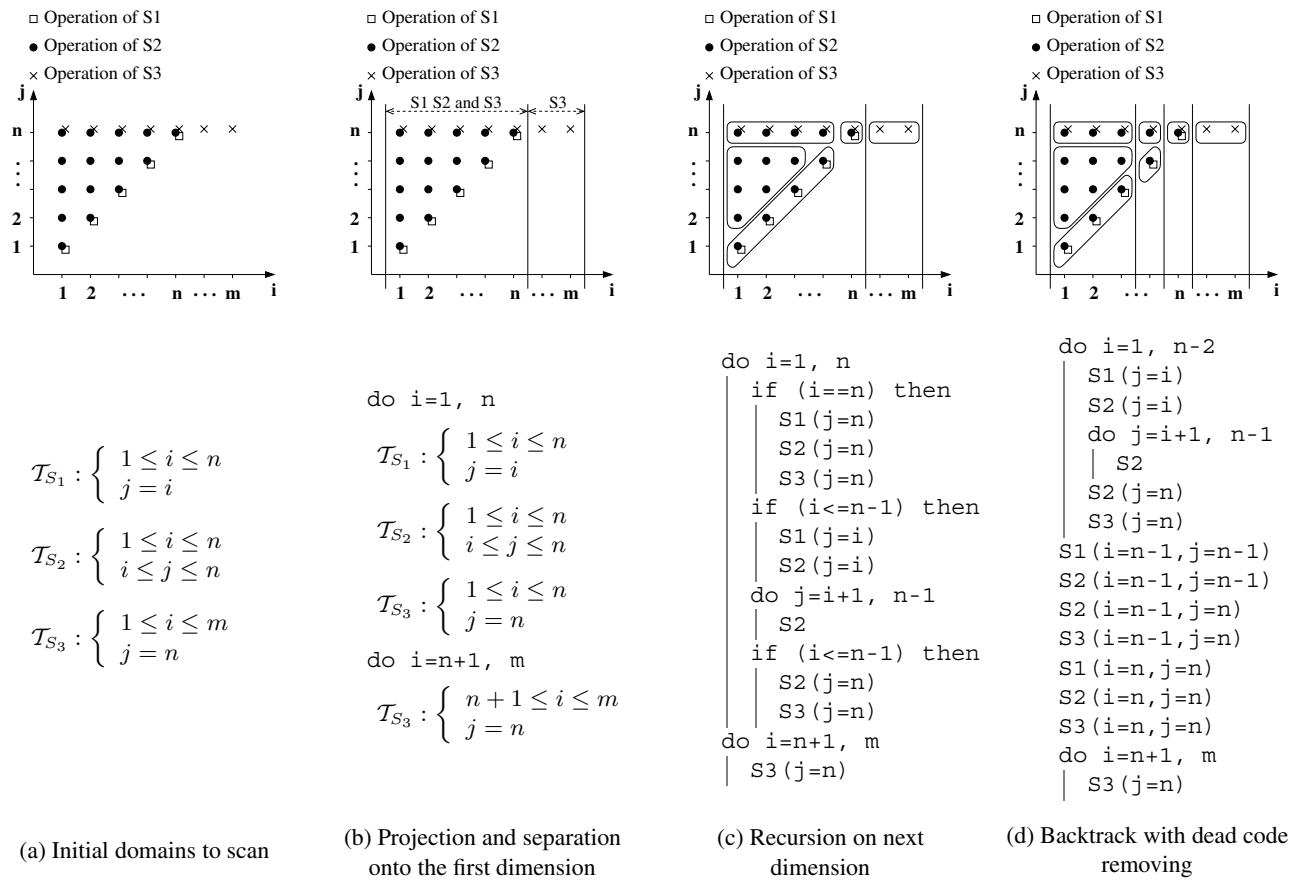 □ Operation of S1
● Operation of S2
× Operation of S3
j
n
⋮
2
1
1 2 ... n ... m i
𝒯S1 : { 1 ≤ i ≤ n
j = i
𝒯S2 : { 1 ≤ i ≤ n
i ≤ j ≤ n
𝒯S3 : { 1 ≤ i ≤ m
j = n
(a) Initial domains to scan
□ Operation of S1
● Operation of S2
× Operation of S3
j
S1 S2 and S3 S3
n
⋮
2
1
1 2 ... n ... m i
do i=1, n
𝒯S1 : { 1 ≤ i ≤ n
j = i
𝒯S2 : { 1 ≤ i ≤ n
i ≤ j ≤ n
𝒯S3 : { 1 ≤ i ≤ n
j = n
do i=n+1, m
𝒯S3 : { n + 1 ≤ i ≤ m
j = n
(b) Projection and separation
onto the first dimension
□ Operation of S1
● Operation of S2
× Operation of S3
j
n
⋮
2
1
1 2 ... n ... m i
do i=1, n
if (i==n) then
S1(j=n)
S2(j=n)
S3(j=n)
if (i<=n-1) then
S1(j=i)
S2(j=i)
do j=i+1, n-1
S2
if (i<=n-1) then
S2(j=n)
S3(j=n)
do i=n+1, m
S3(j=n)
(c) Recursion on next
dimension
□ Operation of S1
● Operation of S2
× Operation of S3
j
n
⋮
2
1
1 2 ... n ... m i
do i=1, n-2
S1(j=i)
S2(j=i)
do j=i+1, n-1
S2
S2(j=n)
S3(j=n)
S1(i=n-1,j=n-1)
S2(i=n-1,j=n-1)
S2(i=n-1,j=n)
S3(i=n-1,j=n)
S1(i=n,j=n)
S2(i=n,j=n)
S3(i=n,j=n)
do i=n+1, m
S3(j=n)
(d) Backtrack with dead code
removing